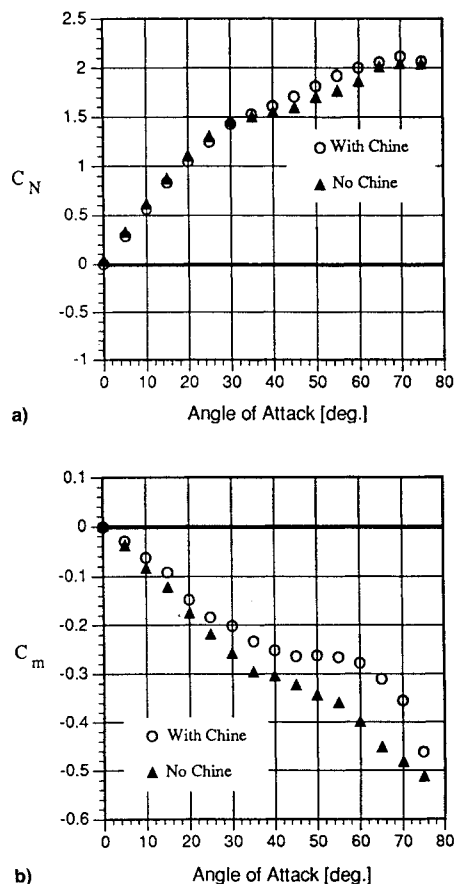 2.5
2
1.5
1
0.5
0
-0.5
-1
C N
With Chine
No Chine
0 10 20 30 40 50 60 70 80
a) Angle of Attack [deg.]
0.1
0
-0.1
-0.2
-0.3
-0.4
-0.5
-0.6
C m
With Chine
No Chine
0 10 20 30 40 50 60 70 80
b) Angle of Attack [deg.]